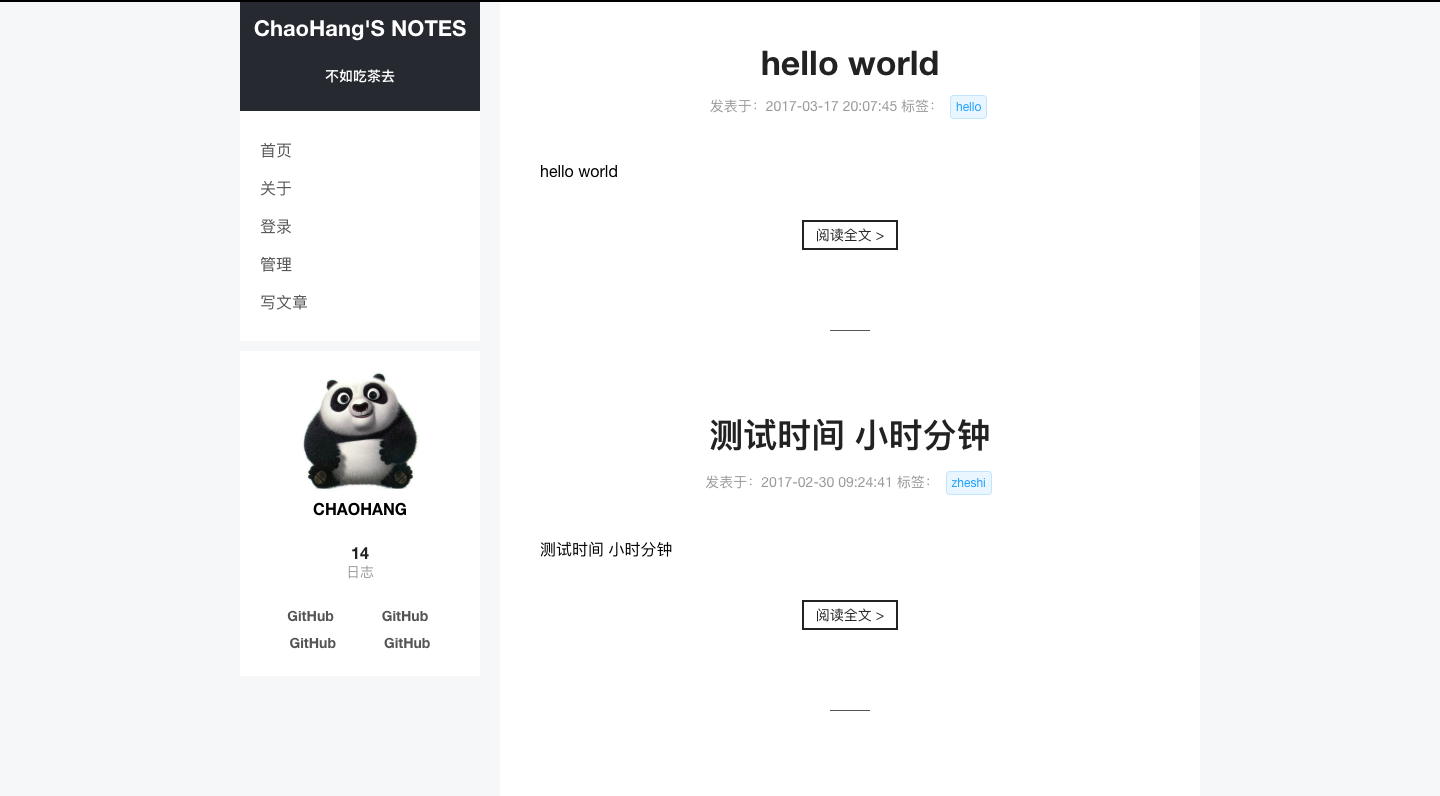 ChaoHang'S NOTES
不如吃茶去
首页
关于
登录
管理
写文章
CHAOHANG
14
日志
GitHub GitHub
GitHub GitHub
hello world
发表于：2017-03-17 20:07:45 标签： hello
hello world
阅读全文 >
测试时间 小时分钟
发表于：2017-02-30 09:24:41 标签： zheshi
测试时间 小时分钟
阅读全文 >